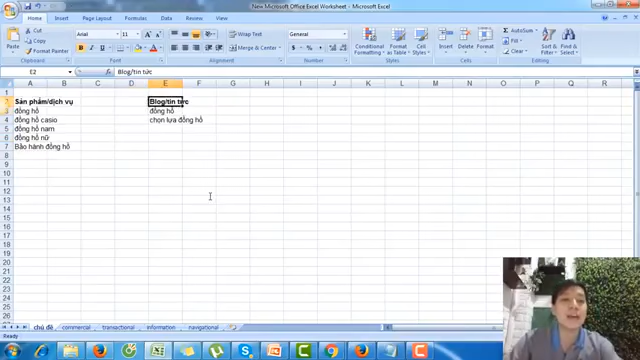 New Microsoft Office Excel Worksheet - Microsoft Excel
Home Insert Page Layout Formulas Data Review View
Cut
Copy
Format Painter
Paste
Clipboard
Arial 11
B I U
Font
Wrap Text
Merge & Center
Alignment
General
Number
Conditional Formatting
Format as Table
Cell Styles
Styles
Insert Delete Format
Cells
AutoSum
Fill
Clear
Sort & Filter
Find & Select
Editing
E2 fx Blog/tin tức
A B C D E F G H I J K L M N O P Q R
1
2 Sản phẩm/dịch vụ Blog/tin tức
3 đồng hồ đồng hồ
4 đồng hồ casio chọn lựa đồng hồ
5 đồng hồ nam
6 đồng hồ nữ
7 Bảo hành đồng hồ
8
9
10
11
12
13
14
15
16
17
18
19
20
21
22
23
24
25
chủ đề commercial transactional information navigational
Ready